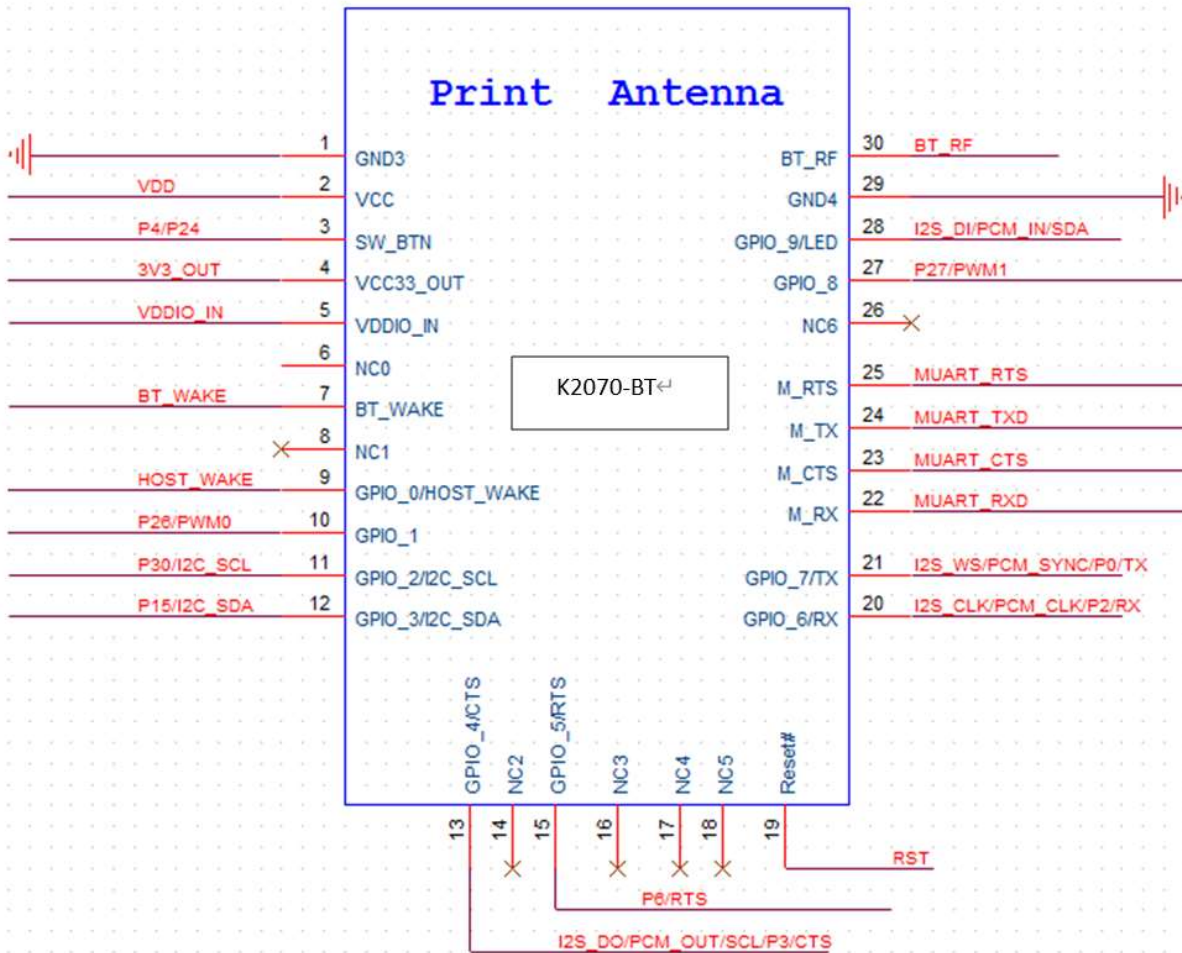 Print Antenna
1 GND3
VDD 2 VCC
P4/P24 3 SW_BTN
3V3_OUT 4 VCC33_OUT
VDDIO_IN 5 VDDIO_IN
6 NC0
BT_WAKE 7 BT_WAKE
8 NC1
HOST_WAKE 9 GPIO_0/HOST_WAKE
P26/PWM0 10 GPIO_1
P30/I2C_SCL 11 GPIO_2/I2C_SCL
P15/I2C_SDA 12 GPIO_3/I2C_SDA
K2070-BT↵
BT_RF 30 BT_RF
GND4 29
GPIO_9/LED 28 I2S_DI/PCM_IN/SDA
GPIO_8 27 P27/PWM1
NC6 26
M_RTS 25 MUART_RTS
M_TX 24 MUART_TXD
M_CTS 23 MUART_CTS
M_RX 22 MUART_RXD
GPIO_7/TX 21 I2S_WS/PCM_SYNC/P0/TX
GPIO_6/RX 20 I2S_CLK/PCM_CLK/P2/RX
GPIO_4/CTS 13
NC2 14
GPIO_5/RTS 15
NC3 16
NC4 17
NC5 18
Reset# 19
RST
P6/RTS
I2S_DO/PCM_OUT/SCL/P3/CTS